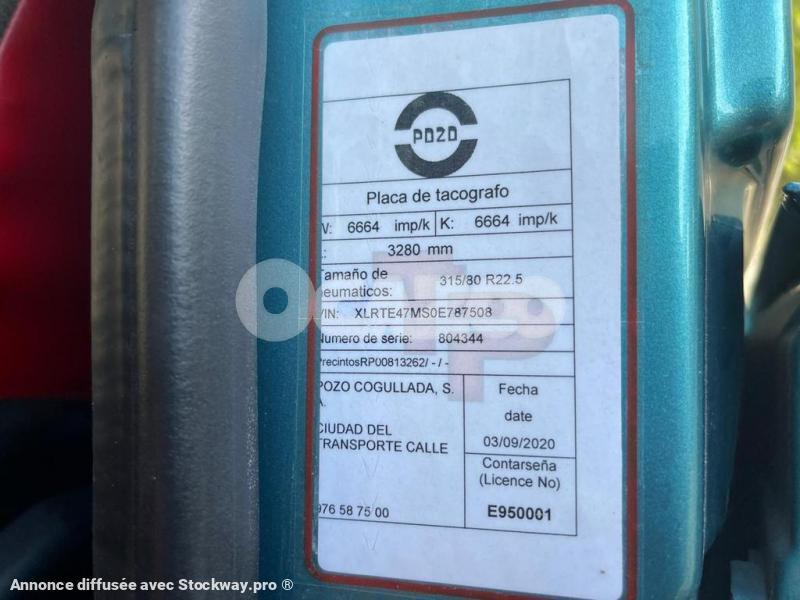 POZO
Placa de tacografo
W: 6664 imp/k K: 6664 imp/k
L: 3280 mm
Tamaño de
neumaticos: 315/80 R22.5
VIN: XLRTE47MS0E787508
Numero de serie: 804344
PrecintosRP00813262/ - / -
POZO COGULLADA, S.
A.
CIUDAD DEL
TRANSPORTE CALLE
976 58 75 00
Fecha
date
03/09/2020
Contarseña
(Licence No)
E950001
Annonce diffusée avec Stockway.pro ®